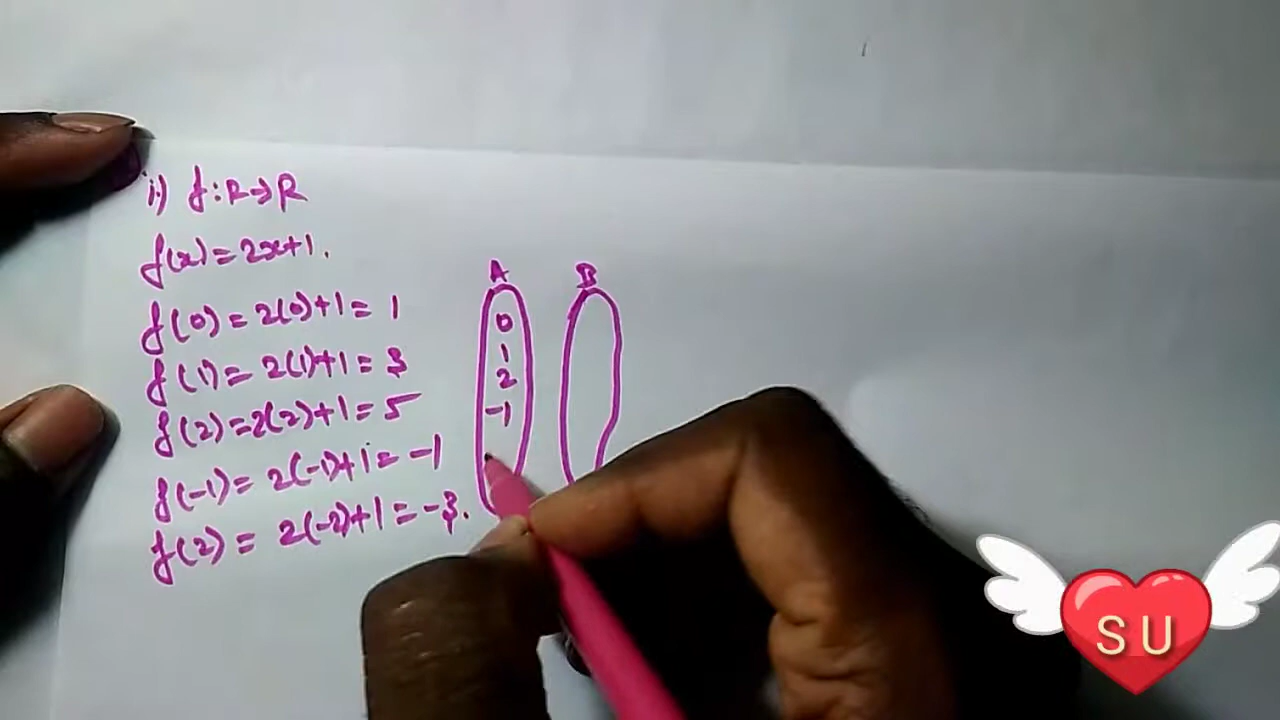 i.) f:R→R
f(x)=2x+1.
f(0)=2(0)+1=1
f(1)=2(1)+1=3
f(2)=2(2)+1=5
f(-1)=2(-1)+1=-1
f(2)=2(-2)+1=-3.
A
0
1
2
-1
B
S U